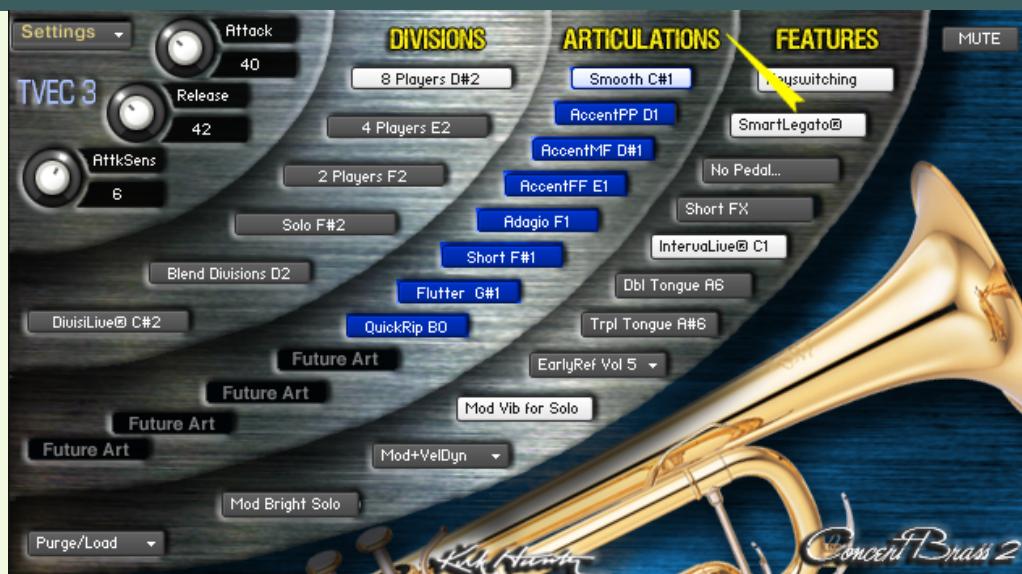 Settings
Attack
40
TVEC 3
Release
42
AttkSens
6
DIVISIONS
8 Players D#2
4 Players E2
2 Players F2
Solo F#2
Blend Divisions D2
DivisiLive® C#2
ARTICULATIONS
Smooth C#1
AccentPP D1
AccentMF D#1
AccentFF E1
Adagio F1
Short F#1
Flutter G#1
QuickRip B0
Future Art
Future Art
Future Art
Future Art
FEATURES
Keyswitching
SmartLegato®
No Pedal...
Short FX
IntervaLive® C1
Dbl Tongue A6
Trpl Tongue A#6
EarlyRef Vol 5
Mod Vib for Solo
Mod+VelDyn
Mod Bright Solo
Purge/Load
MUTE
Kirk Hunter
Concert Brass 2